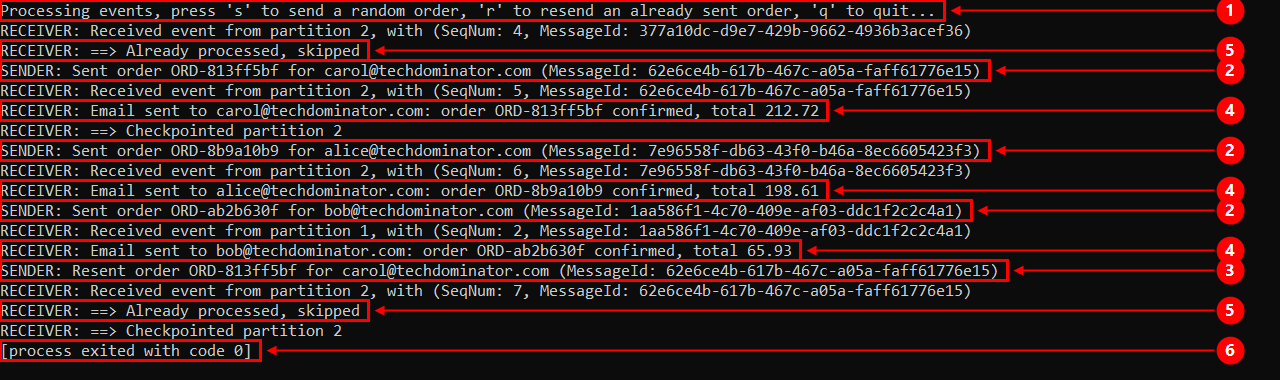 Processing events, press 's' to send a random order, 'r' to resend an already sent order, 'q' to quit... 1
RECEIVER: Received event from partition 2, with (SeqNum: 4, MessageId: 377a10dc-d9e7-429b-9662-4936b3acef36)
RECEIVER: ==> Already processed, skipped 5
SENDER: Sent order ORD-813ff5bf for carol@techdominator.com (MessageId: 62e6ce4b-617b-467c-a05a-faff61776e15) 2
RECEIVER: Received event from partition 2, with (SeqNum: 5, MessageId: 62e6ce4b-617b-467c-a05a-faff61776e15)
RECEIVER: Email sent to carol@techdominator.com: order ORD-813ff5bf confirmed, total 212.72 4
RECEIVER: ==> Checkpointed partition 2
SENDER: Sent order ORD-8b9a10b9 for alice@techdominator.com (MessageId: 7e96558f-db63-43f0-b46a-8ec6605423f3) 2
RECEIVER: Received event from partition 2, with (SeqNum: 6, MessageId: 7e96558f-db63-43f0-b46a-8ec6605423f3)
RECEIVER: Email sent to alice@techdominator.com: order ORD-8b9a10b9 confirmed, total 198.61 4
SENDER: Sent order ORD-ab2b630f for bob@techdominator.com (MessageId: 1aa586f1-4c70-409e-af03-ddc1f2c2c4a1) 2
RECEIVER: Received event from partition 1, with (SeqNum: 2, MessageId: 1aa586f1-4c70-409e-af03-ddc1f2c2c4a1)
RECEIVER: Email sent to bob@techdominator.com: order ORD-ab2b630f confirmed, total 65.93 4
SENDER: Resent order ORD-813ff5bf for carol@techdominator.com (MessageId: 62e6ce4b-617b-467c-a05a-faff61776e15) 3
RECEIVER: Received event from partition 2, with (SeqNum: 7, MessageId: 62e6ce4b-617b-467c-a05a-faff61776e15)
RECEIVER: ==> Already processed, skipped 5
RECEIVER: ==> Checkpointed partition 2
[process exited with code 0] 6